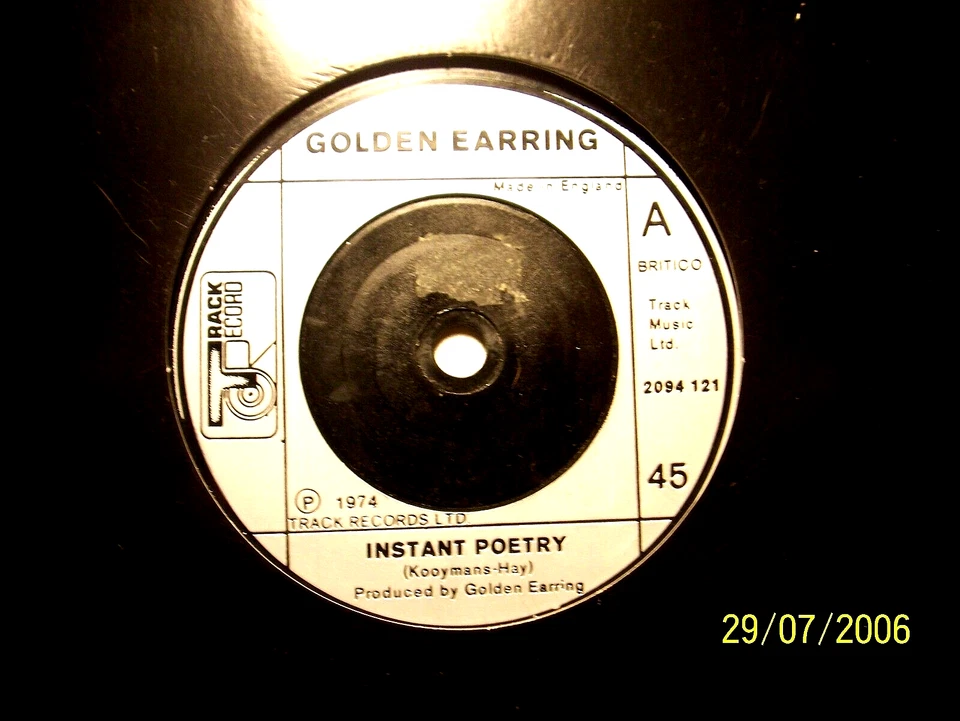 GOLDEN EARRING
Made in England
A
BRITICO
Track
Music
Ltd.
2094 121
45
TRACK
RECORD
P 1974
TRACK RECORDS LTD.
INSTANT POETRY
(Kooymans-Hay)
Produced by Golden Earring
29/07/2006